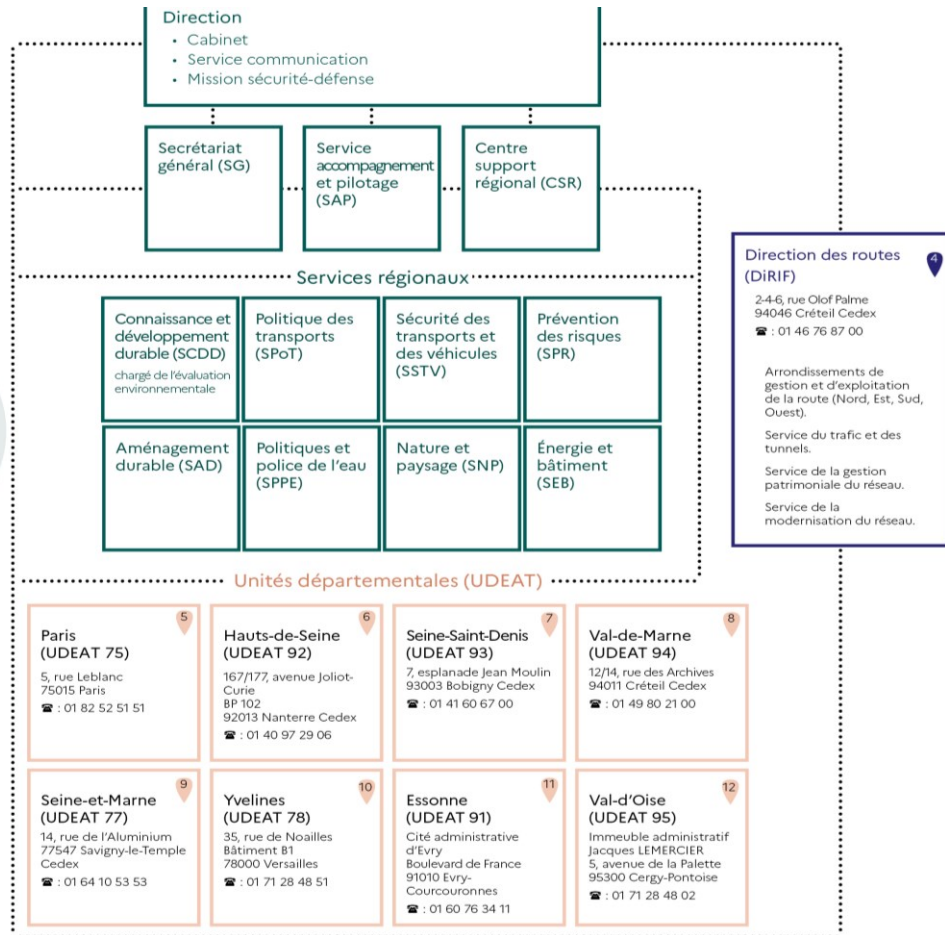 Direction
• Cabinet
• Service communication
• Mission sécurité-défense
Secrétariat
général (SG)
Service
accompagnement
et pilotage
(SAP)
Centre
support
régional (CSR)
Direction des routes
(DiRIF)
4
2-4-6, rue Olof Palme
94046 Créteil Cedex
☎ : 01 46 76 87 00
Arrondissements de
gestion et d'exploitation
de la route (Nord, Est, Sud,
Ouest).
Service du trafic et des
tunnels.
Service de la gestion
patrimoniale du réseau.
Service de la
modernisation du réseau.
Services régionaux
Connaissance et
développement
durable (SCDD)
chargé de l'évaluation
environnementale
Politique des
transports
(SPoT)
Sécurité des
transports et
des véhicules
(SSTV)
Prévention
des risques
(SPR)
Aménagement
durable (SAD)
Politiques et
police de l'eau
(SPPE)
Nature et
paysage (SNP)
Énergie et
bâtiment
(SEB)
Unités départementales (UDEAT)
5
Paris
(UDEAT 75)
5, rue Leblanc
75015 Paris
☎ : 01 82 52 51 51
6
Hauts-de-Seine
(UDEAT 92)
167/177, avenue Joliot-
Curie
BP 102
92013 Nanterre Cedex
☎ : 01 40 97 29 06
7
Seine-Saint-Denis
(UDEAT 93)
7, esplanade Jean Moulin
93003 Bobigny Cedex
☎ : 01 41 60 67 00
8
Val-de-Marne
(UDEAT 94)
12/14, rue des Archives
94011 Créteil Cedex
☎ : 01 49 80 21 00
9
Seine-et-Marne
(UDEAT 77)
14, rue de l'Aluminium
77547 Savigny-le-Temple
Cedex
☎ : 01 64 10 53 53
10
Yvelines
(UDEAT 78)
35, rue de Noailles
Bâtiment B1
78000 Versailles
☎ : 01 71 28 48 51
11
Essonne
(UDEAT 91)
Cité administrative
d'Evry
Boulevard de France
91010 Evry-
Courcouronnes
☎ : 01 60 76 34 11
12
Val-d'Oise
(UDEAT 95)
Immeuble administratif
Jacques LEMERCIER
5, avenue de la Palette
95300 Cergy-Pontoise
☎ : 01 71 28 48 02